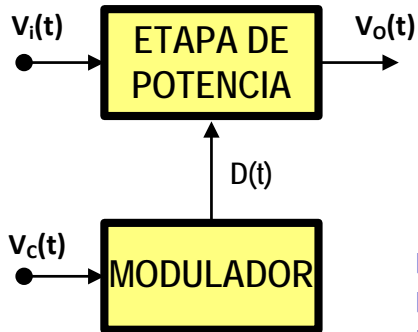 Vi(t)
ETAPA DE
POTENCIA
VO(t)
D(t)
VC(t)
MODULADOR